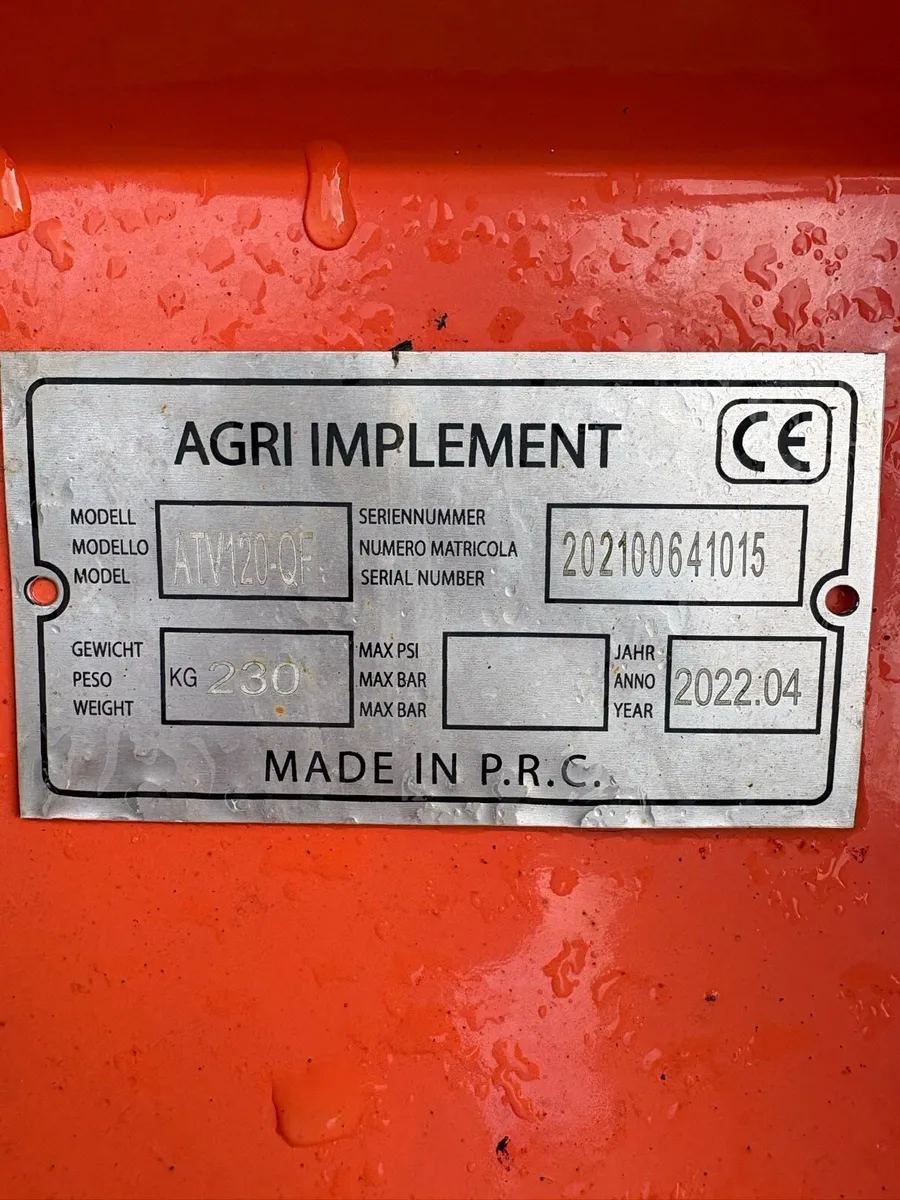 AGRI IMPLEMENT
CE
MODELL
MODELLO
MODEL
ATV120-QF
SERIENNUMMER
NUMERO MATRICOLA
SERIAL NUMBER
202100641015
GEWICHT
PESO
WEIGHT
KG 230
MAX PSI
MAX BAR
MAX BAR
JAHR
ANNO
YEAR
2022.04
MADE IN P.R.C.